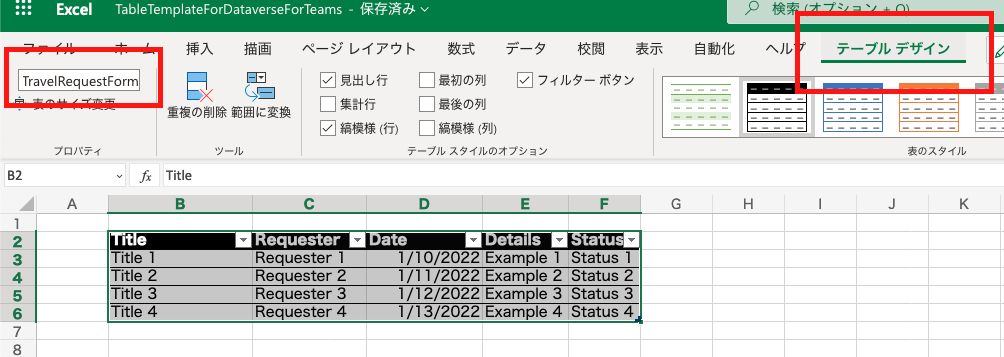 Excel TableTemplateForDataverseForTeams - 保存済み 検索 (オプション + Q)
ファイル ホーム 挿入 描画 ページ レイアウト 数式 データ 校閲 表示 自動化 ヘルプ テーブル デザイン
TravelRequestForm
表のサイズ変更
プロパティ
重複の削除 範囲に変換
ツール
見出し行 最初の列 フィルター ボタン
集計行 最後の列
縞模様 (行) 縞模様 (列)
テーブル スタイルのオプション
表のスタイル
B2 fx Title
A B C D E F G H I J K
1
2 Title Requester Date Details Status
3 Title 1 Requester 1 1/10/2022 Example 1 Status 1
4 Title 2 Requester 2 1/11/2022 Example 2 Status 2
5 Title 3 Requester 3 1/12/2022 Example 3 Status 3
6 Title 4 Requester 4 1/13/2022 Example 4 Status 4
7
8